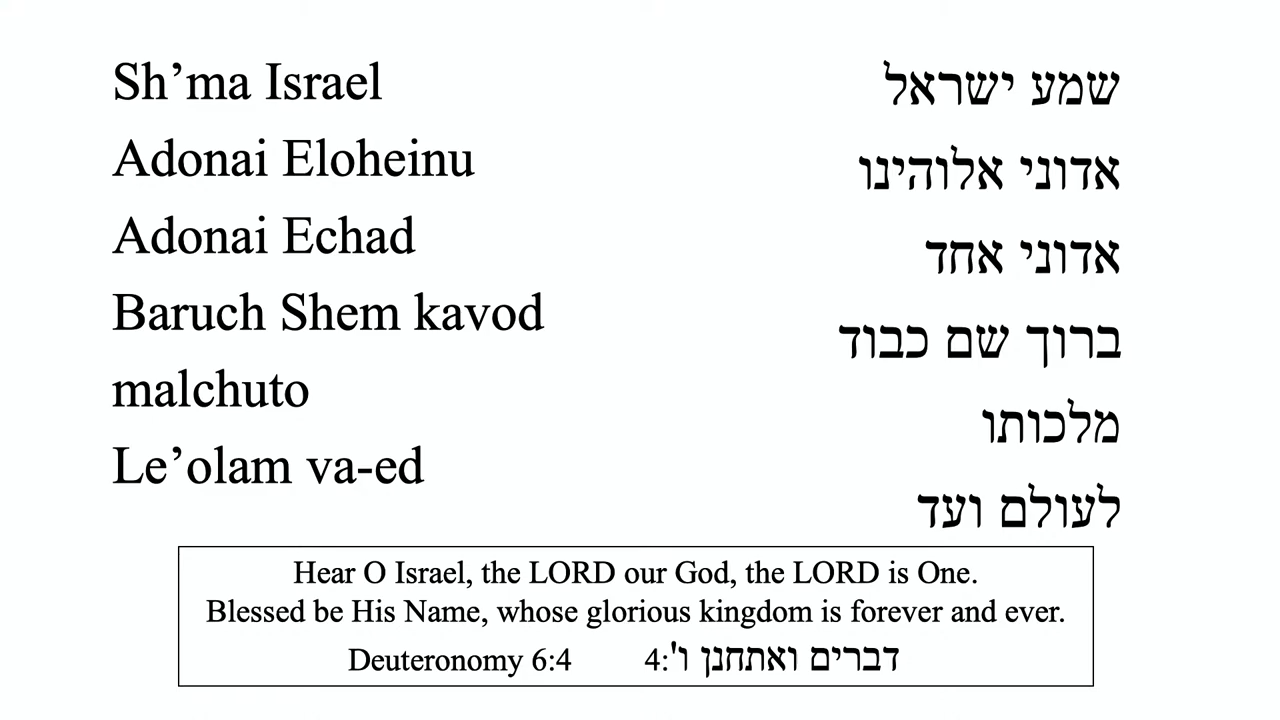 Sh’ma Israel
Adonai Eloheinu
Adonai Echad
Baruch Shem kavod
malchuto
Le’olam va-ed
שמע ישראל
אדוני אלוהינו
אדוני אחד
ברוך שם כבוד
מלכותו
לעולם ועד
Hear O Israel, the LORD our God, the LORD is One.
Blessed be His Name, whose glorious kingdom is forever and ever.
Deuteronomy 6:4 דברים ואתחנן ו':4